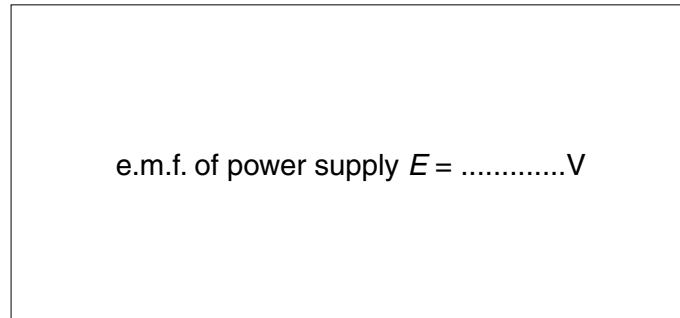 e.m.f. of power supply E = .............V